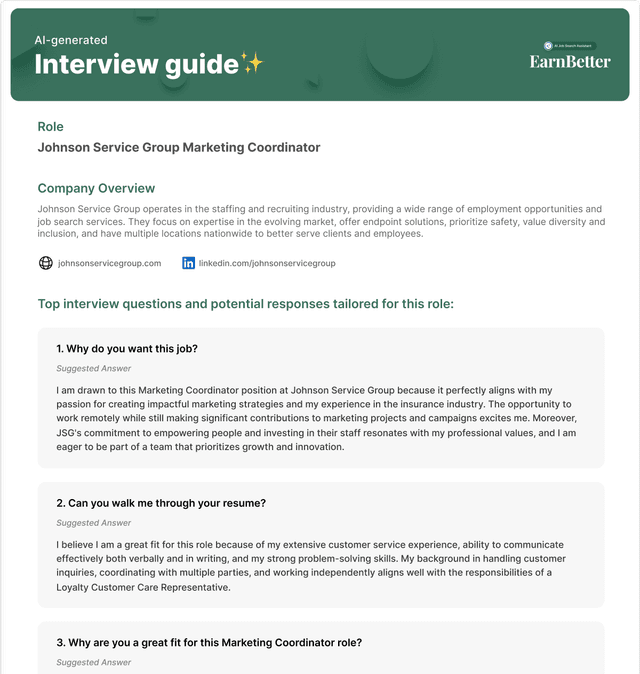 AI-generated
Interview guide
AI Job Search Assistant
EarnBetter
Role
Johnson Service Group Marketing Coordinator
Company Overview
Johnson Service Group operates in the staffing and recruiting industry, providing a wide range of employment opportunities and
job search services. They focus on expertise in the evolving market, offer endpoint solutions, prioritize safety, value diversity and
inclusion, and have multiple locations nationwide to better serve clients and employees.
johnsonservicegroup.com
linkedin.com/johnsonservicegroup
Top interview questions and potential responses tailored for this role:
1. Why do you want this job?
Suggested Answer
I am drawn to this Marketing Coordinator position at Johnson Service Group because it perfectly aligns with my
passion for creating impactful marketing strategies and my experience in the insurance industry. The opportunity to
work remotely while still making significant contributions to marketing projects and campaigns excites me. Moreover,
JSG's commitment to empowering people and investing in their staff resonates with my professional values, and I am
eager to be part of a team that prioritizes growth and innovation.
2. Can you walk me through your resume?
Suggested Answer
I believe I am a great fit for this role because of my extensive customer service experience, ability to communicate
effectively both verbally and in writing, and my strong problem-solving skills. My background in handling customer
inquiries, coordinating with multiple parties, and working independently aligns well with the responsibilities of a
Loyalty Customer Care Representative.
3. Why are you a great fit for this Marketing Coordinator role?
Suggested Answer